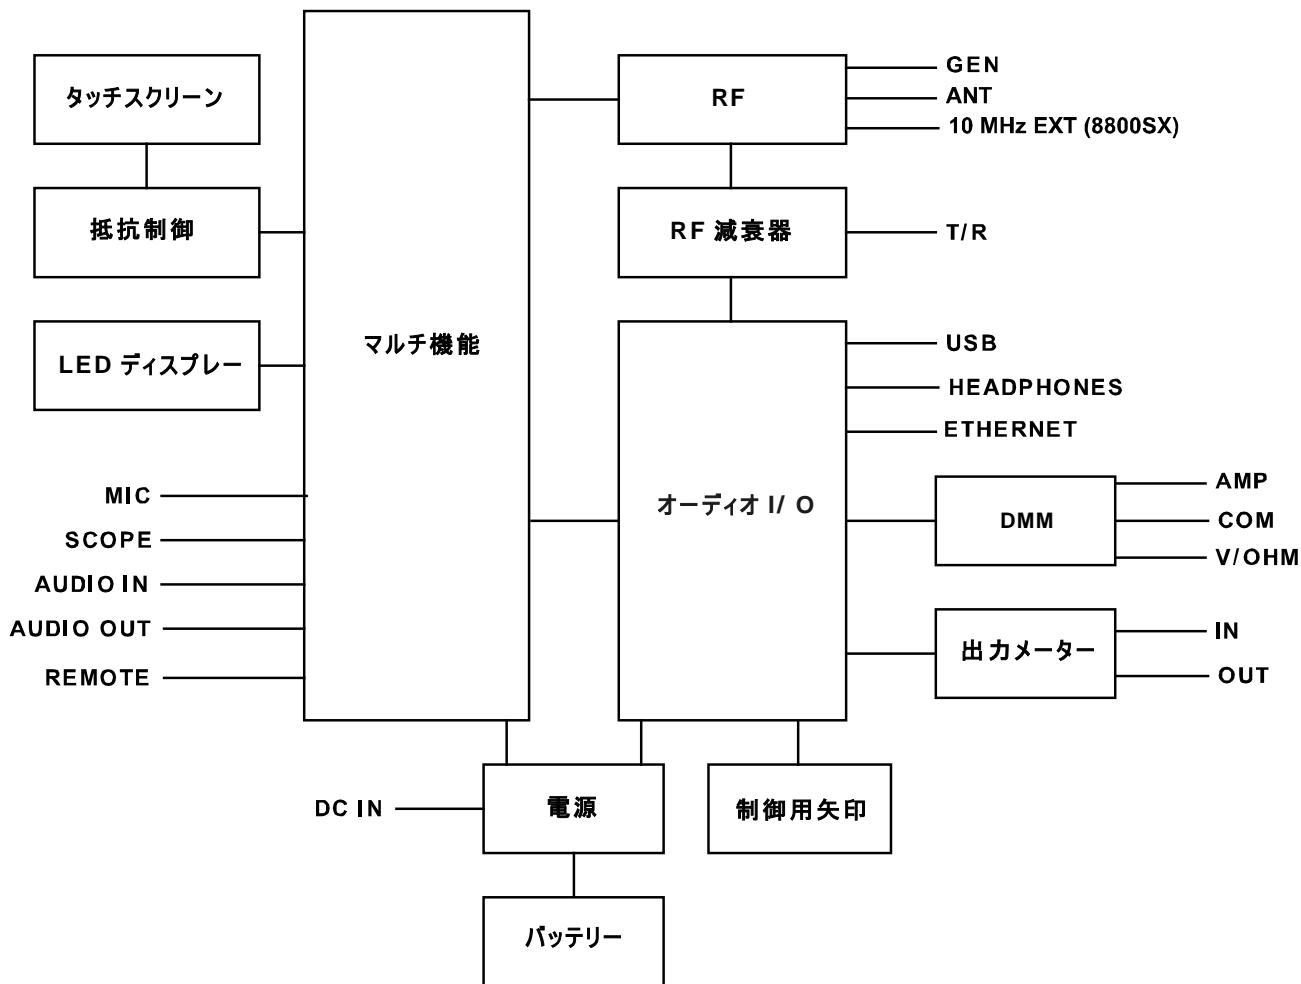 タッチスクリーン
抵抗制御
LED ディスプレー
MIC
SCOPE
AUDIO IN
AUDIO OUT
REMOTE
マルチ機能
RF
GEN
ANT
10 MHz EXT (8800SX)
RF 減衰器
T/R
オーディオ I/ O
USB
HEADPHONES
ETHERNET
DMM
AMP
COM
V/OHM
出力メーター
IN
OUT
DC IN
電源
制御用矢印
バッテリー